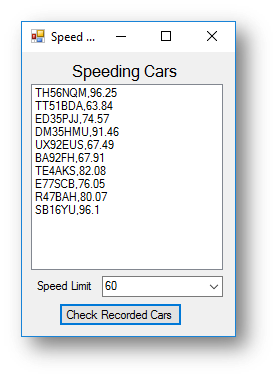 Speed ...
Speeding Cars
TH56NQM,96.25
TT51BDA,63.84
ED35PJJ,74.57
DM35HMU,91.46
UX92EUS,67.49
BA92FH,67.91
TE4AKS,82.08
E77SCB,76.05
R47BAH,80.07
SB16YU,96.1
Speed Limit 60
Check Recorded Cars